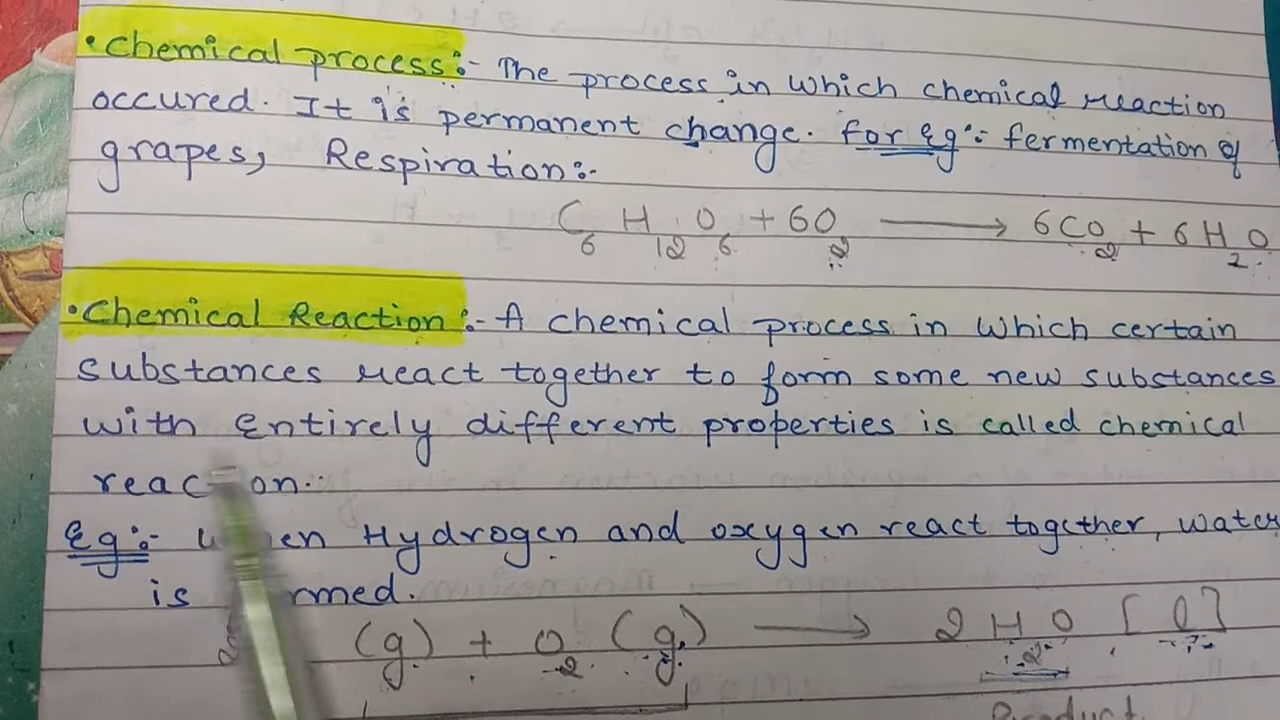 • Chemical process:- The process in which chemical reaction
occured. It is permanent change. for Eg:- fermentation of
grapes, Respiration:-
C6H12O6 + 6O2 ⟶ 6CO2 + 6H2O
• Chemical Reaction:- A chemical process in which certain
substances react together to form some new substances
with entirely different properties is called chemical
reac on.
Eg:- en Hydrogen and oxygen react together, water
is rmed.
2 (g) + O2 (g) ⟶ 2H2O [l]
Product